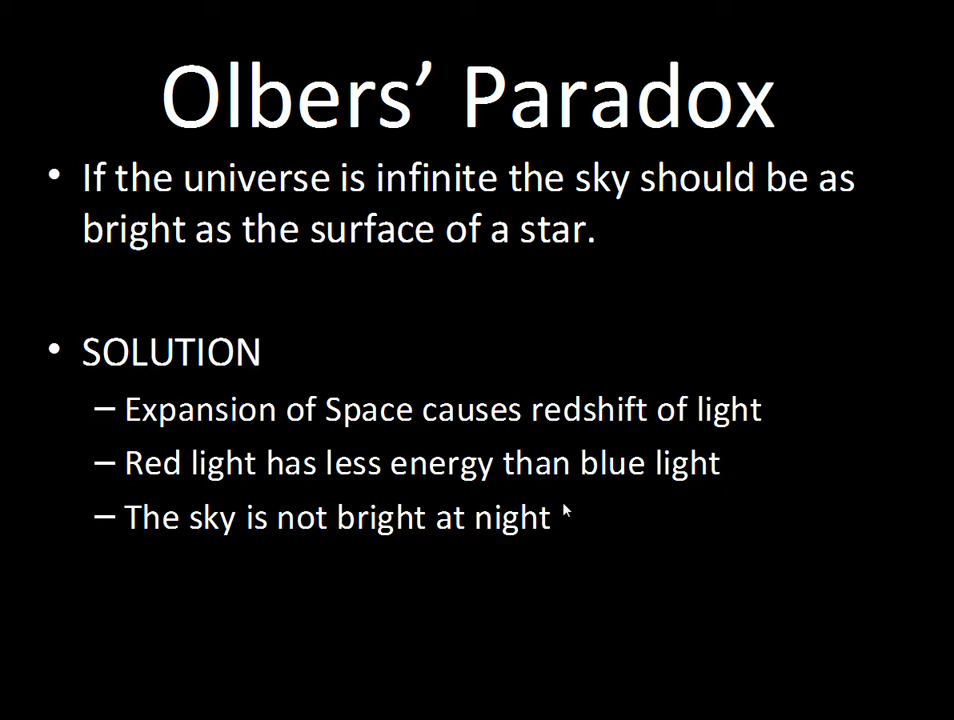 Olbers’ Paradox
• If the universe is infinite the sky should be as
bright as the surface of a star.
• SOLUTION
– Expansion of Space causes redshift of light
– Red light has less energy than blue light
– The sky is not bright at night